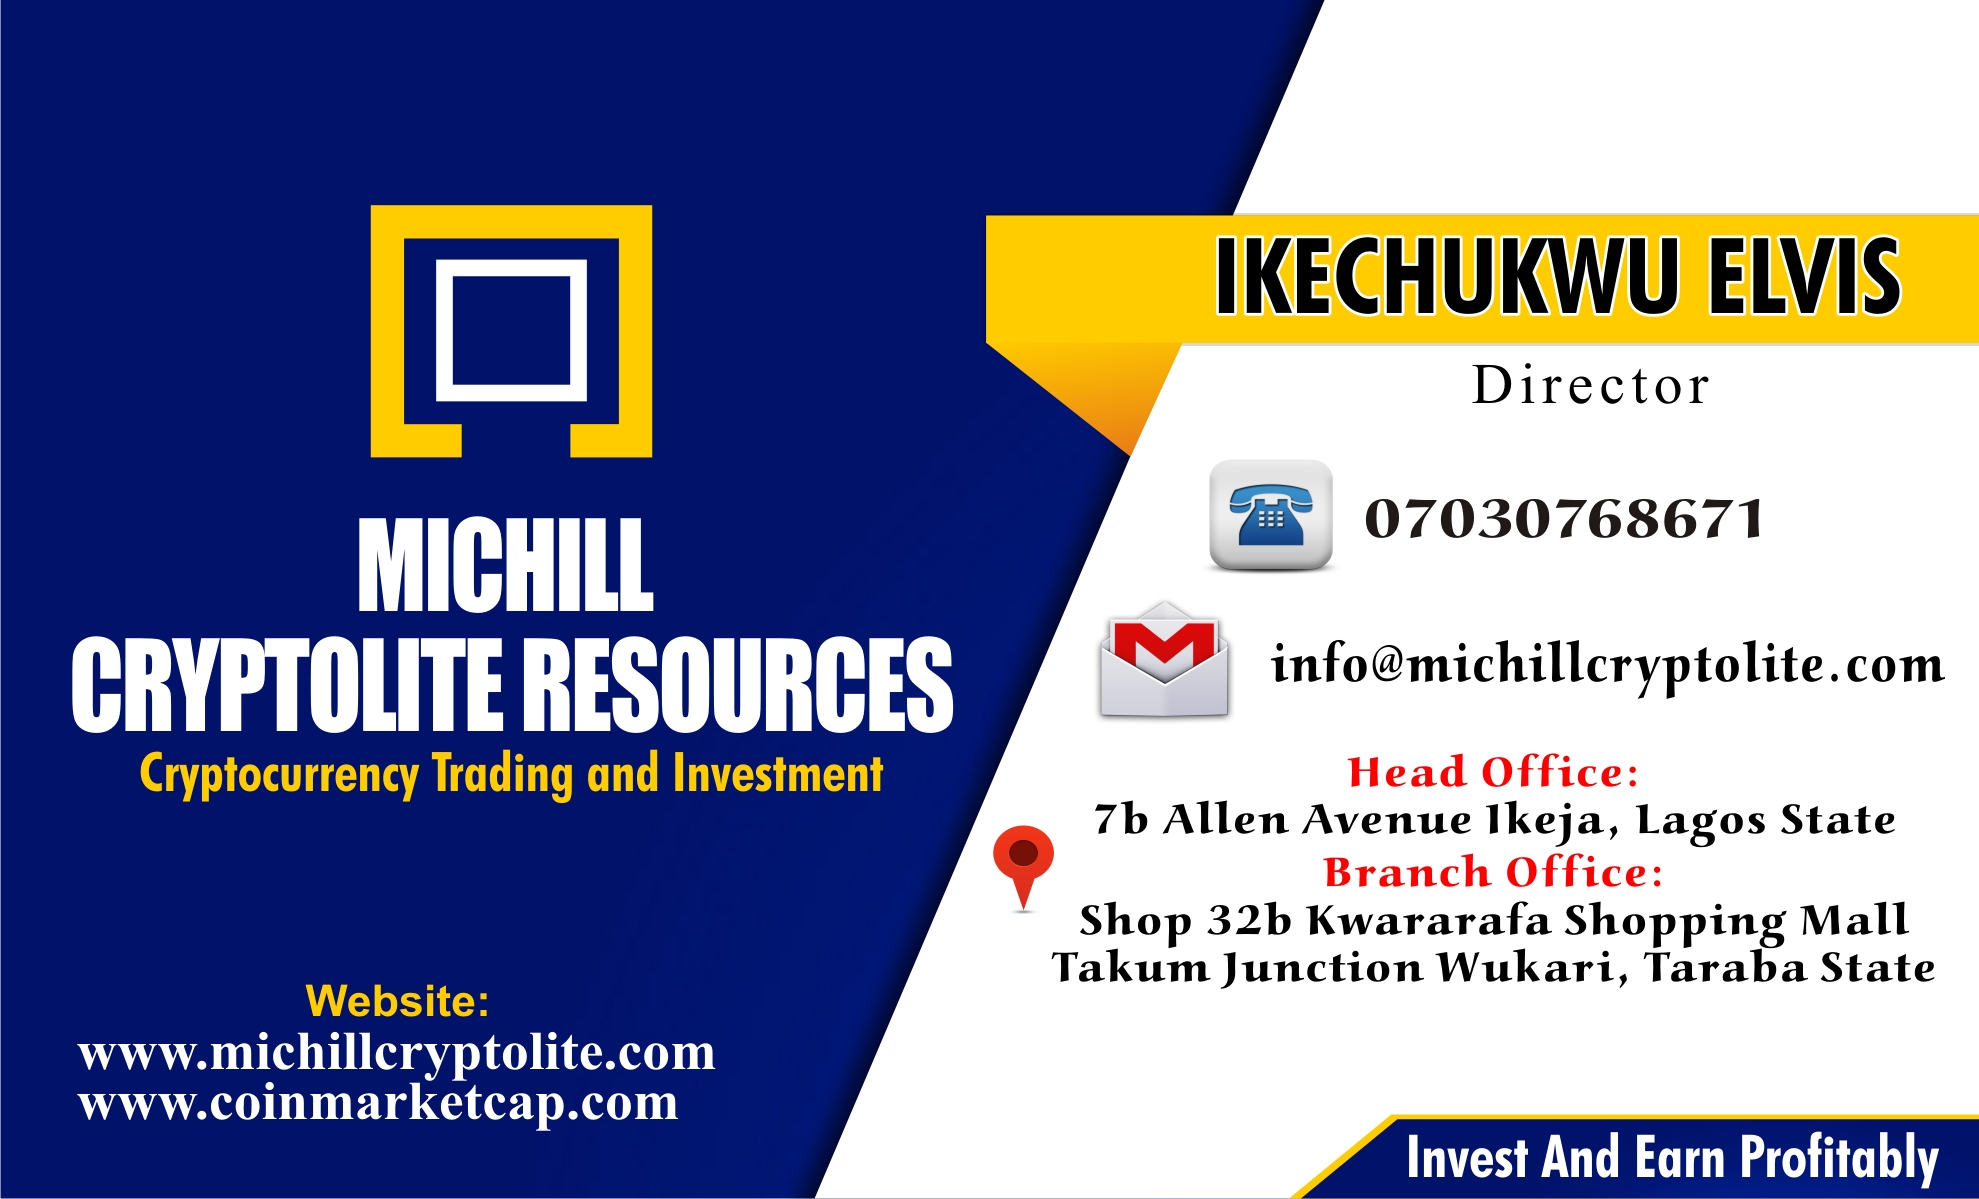 MICHILL
CRYPTOLITE RESOURCES
Cryptocurrency Trading and Investment
Website:
www.michillcryptolite.com
www.coinmarketcap.com
IKECHUKWU ELVIS
Director
07030768671
info@michillcryptolite.com
Head Office:
7b Allen Avenue Ikeja, Lagos State
Branch Office:
Shop 32b Kwararafa Shopping Mall
Takum Junction Wukari, Taraba State
Invest And Earn Profitably